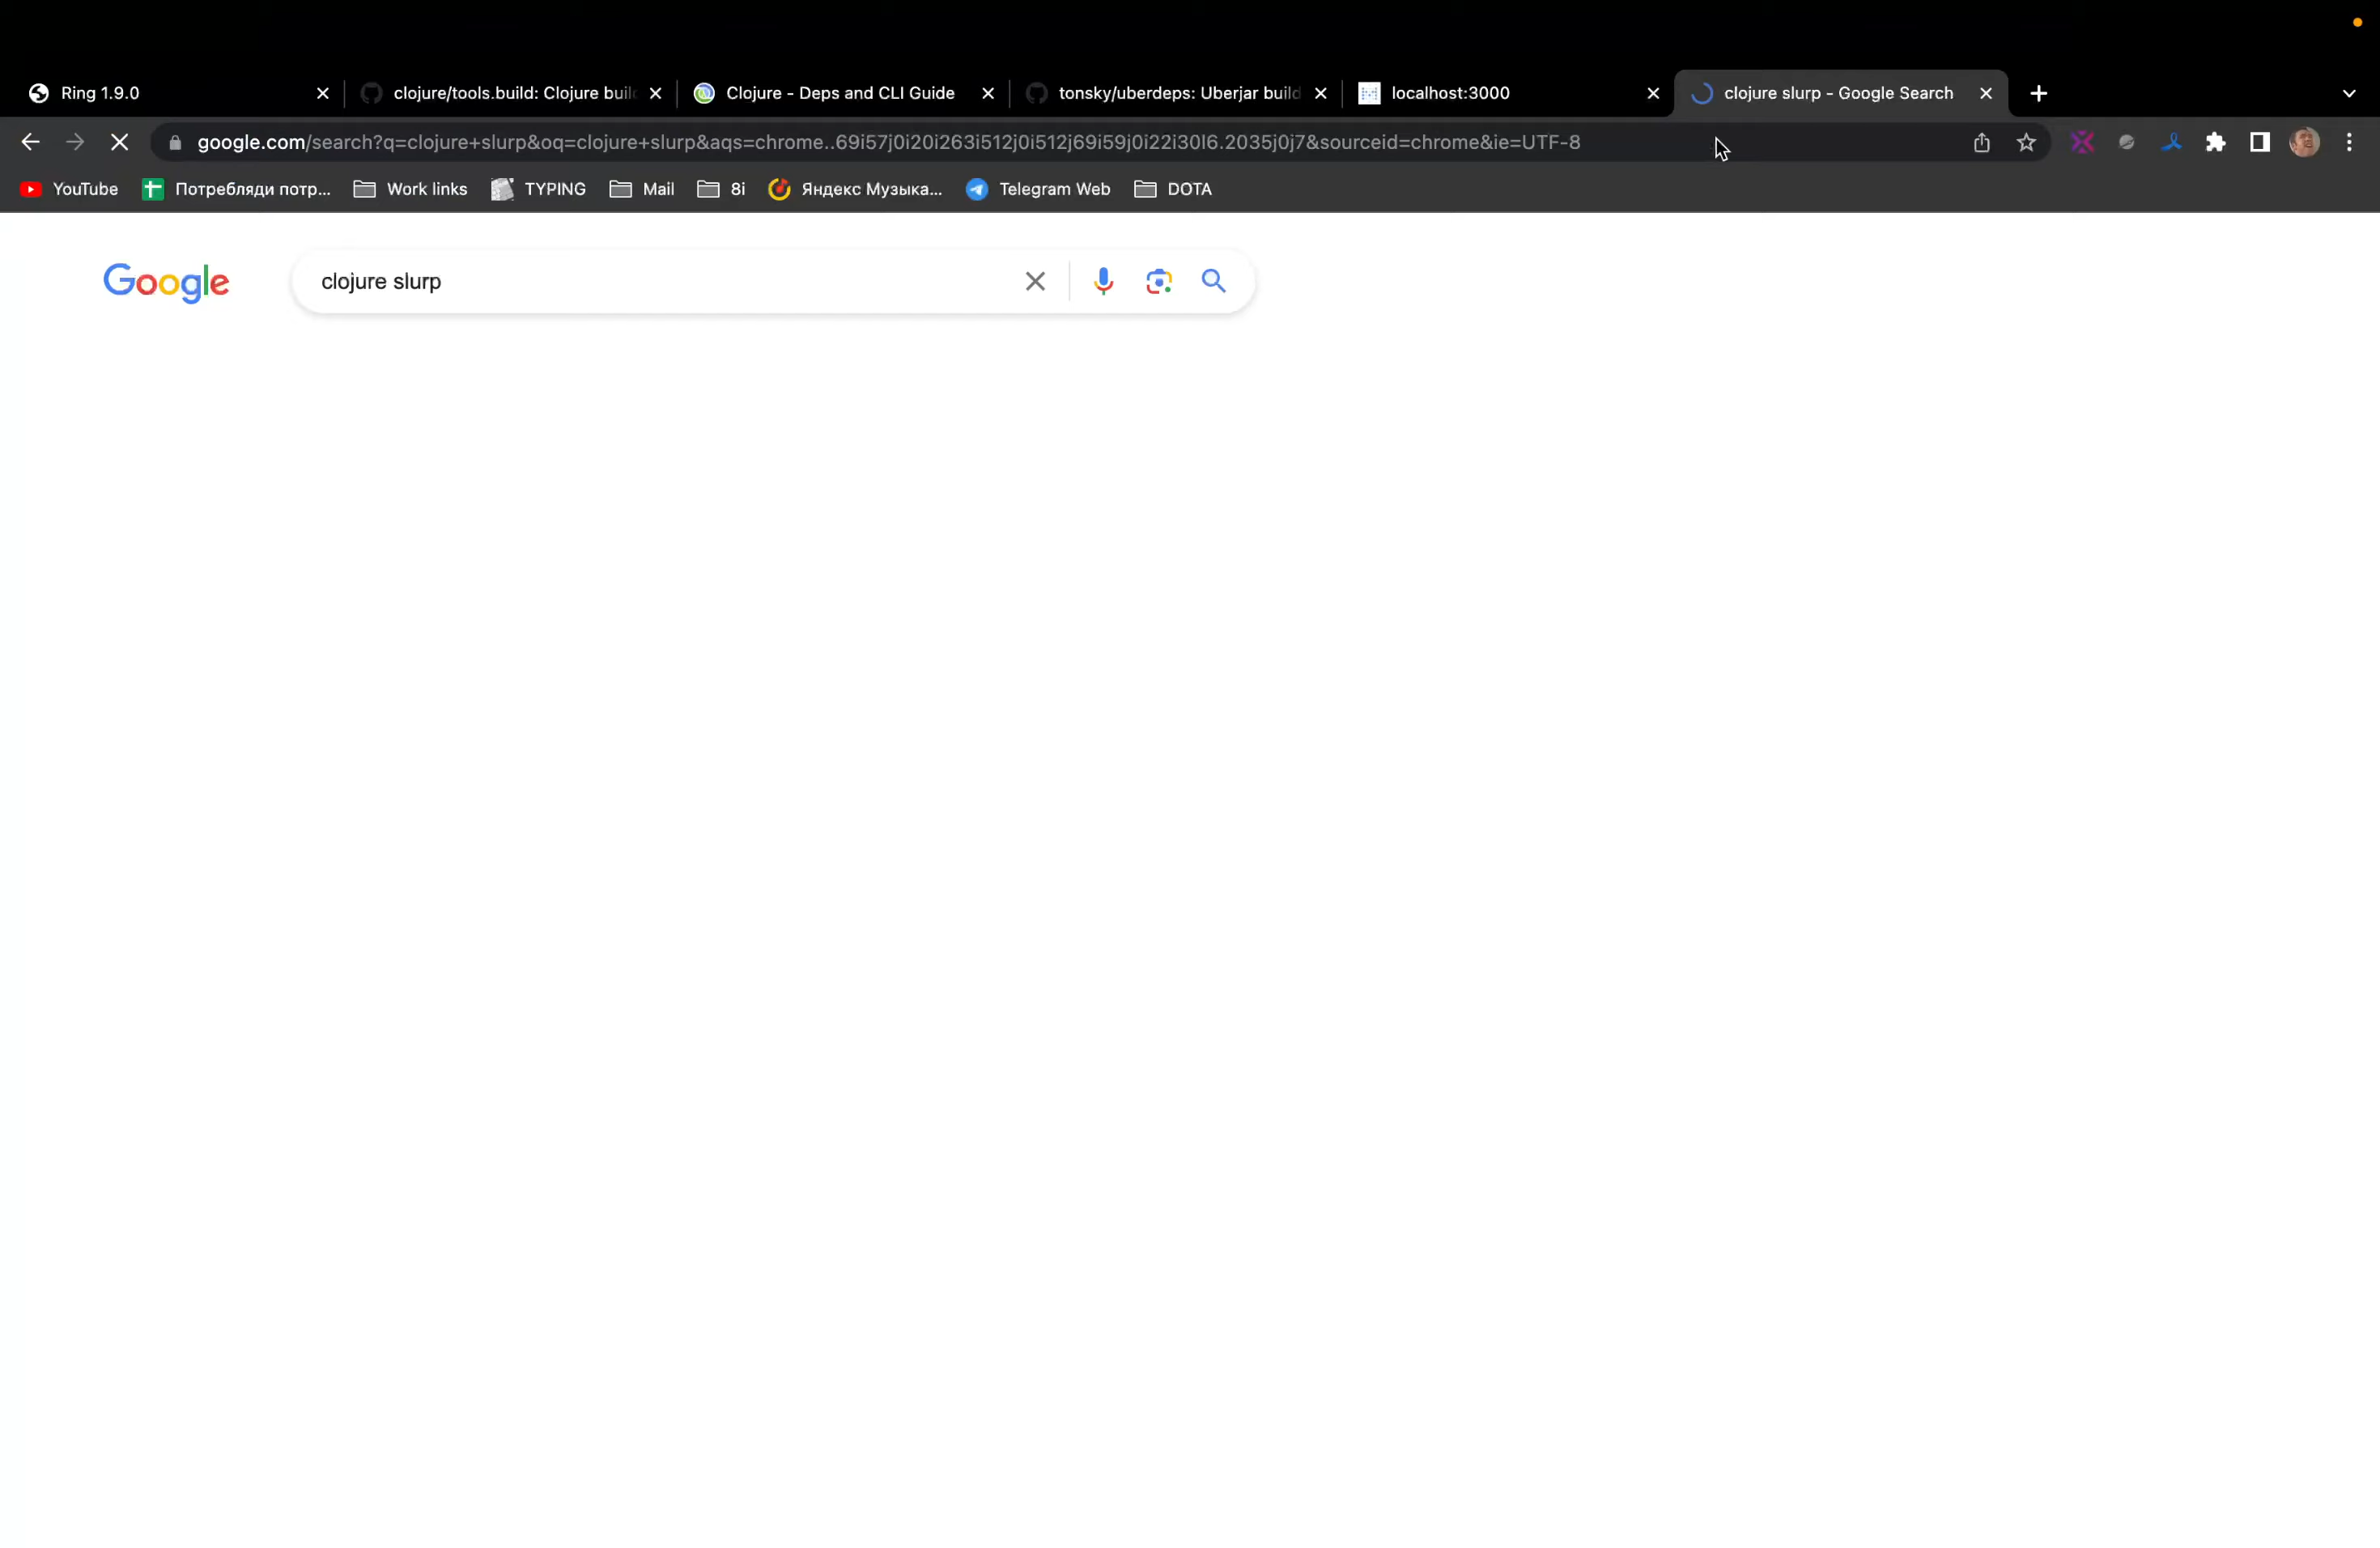 Ring 1.9.0
clojure/tools.build: Clojure buil
Clojure - Deps and CLI Guide
tonsky/uberdeps: Uberjar build
localhost:3000
clojure slurp - Google Search
google.com/search?q=clojure+slurp&oq=clojure+slurp&aqs=chrome..69i57j0i20i263i512j0i512j69i59j0i22i30l6.2035j0j7&sourceid=chrome&ie=UTF-8
YouTube
Потребляди потр...
Work links
TYPING
Mail
8i
Яндекс Музыка...
Telegram Web
DOTA
Google
clojure slurp